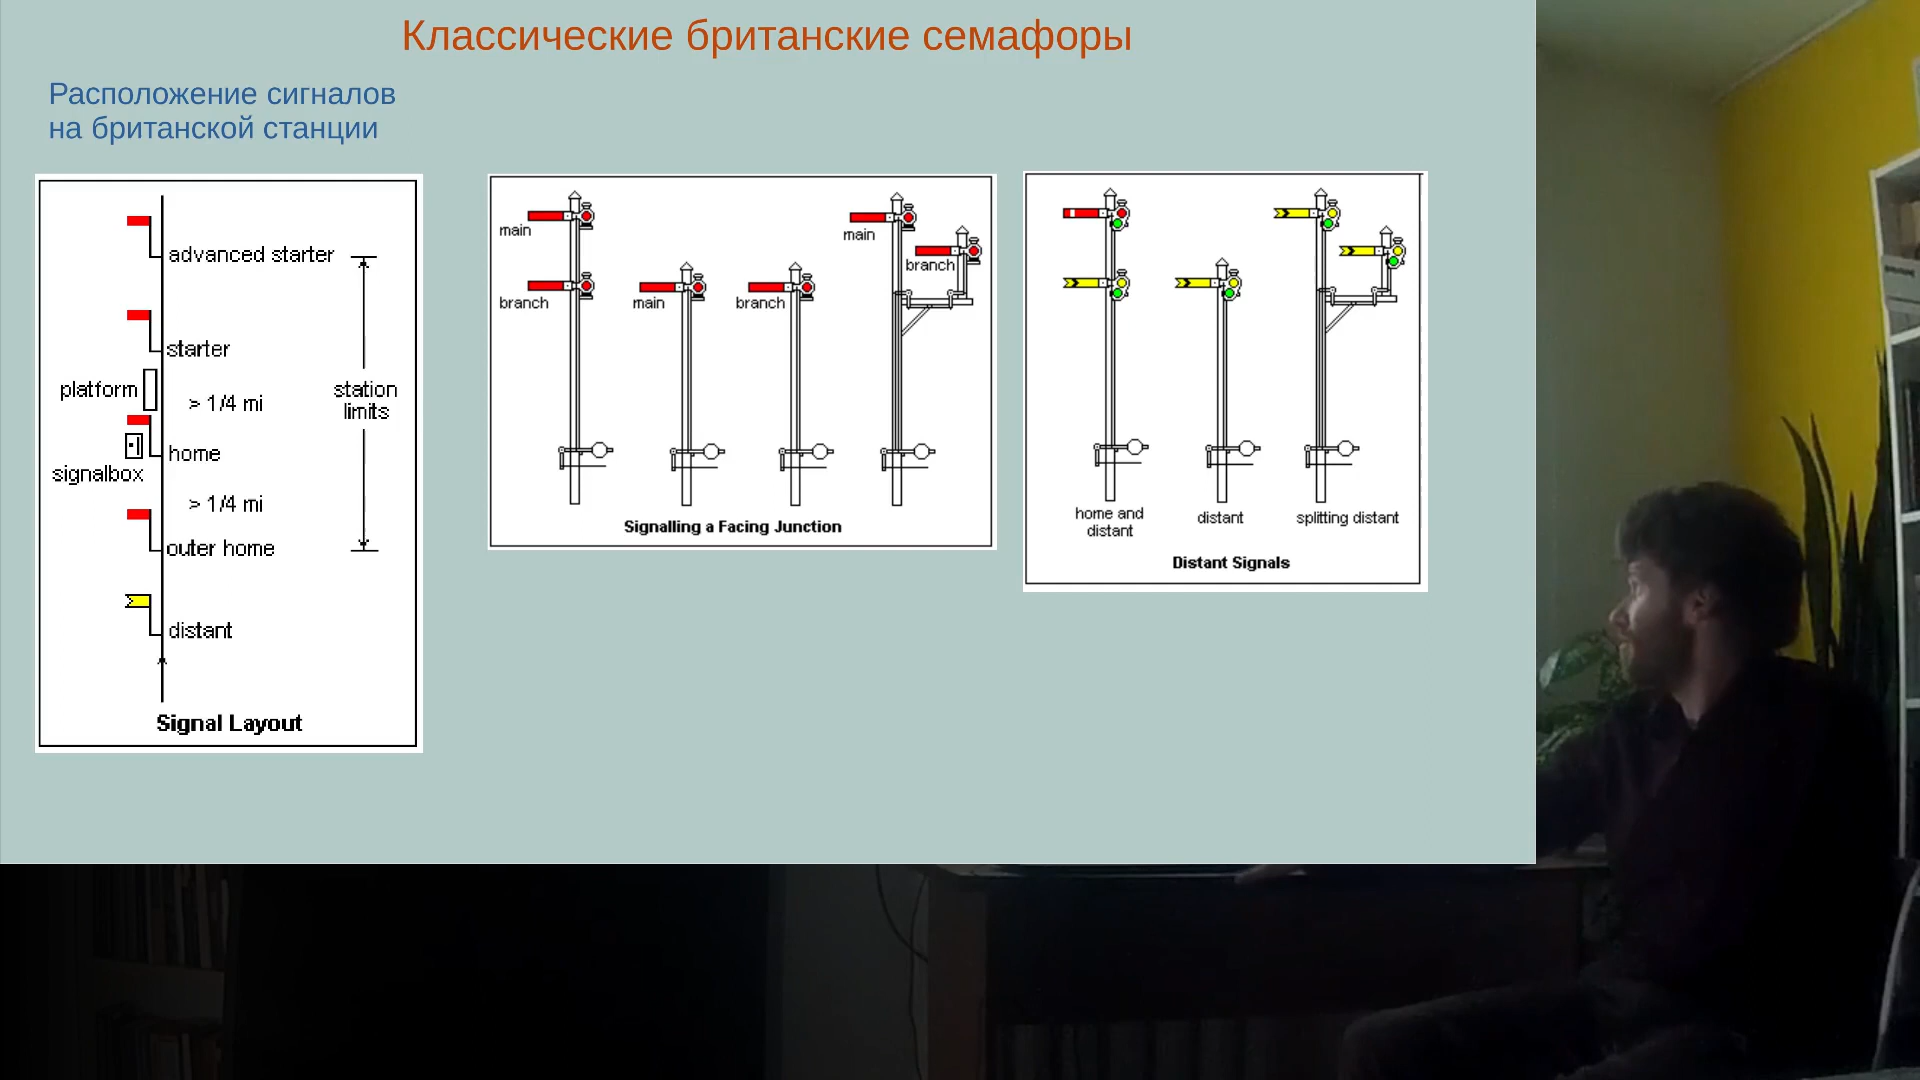 Классические британские семафоры
Расположение сигналов
на британской станции
advanced starter
starter
platform
> 1/4 mi
station
limits
home
signalbox
> 1/4 mi
outer home
distant
Signal Layout
main
branch
main
branch
main
branch
Signalling a Facing Junction
home and
distant
distant
splitting distant
Distant Signals